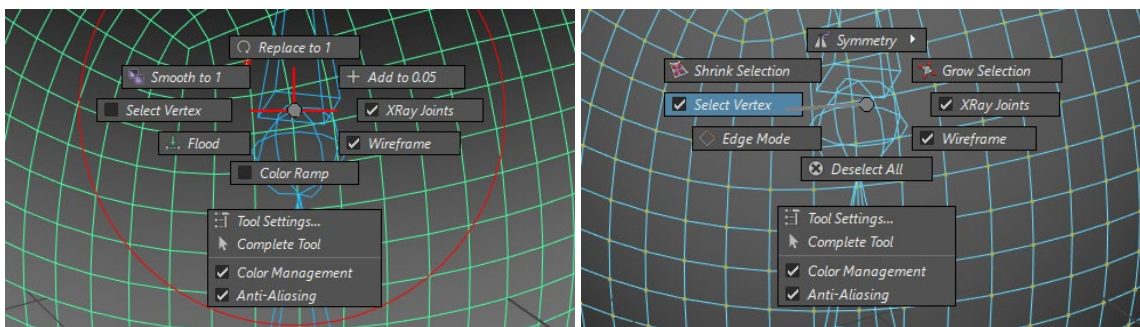 Replace to 1
Smooth to 1
Add to 0.05
Select Vertex
XRay Joints
Flood
Wireframe
Color Ramp
Tool Settings...
Complete Tool
Color Management
Anti-Aliasing
Symmetry
Shrink Selection
Grow Selection
Select Vertex
XRay Joints
Edge Mode
Wireframe
Deselect All
Tool Settings...
Complete Tool
Color Management
Anti-Aliasing